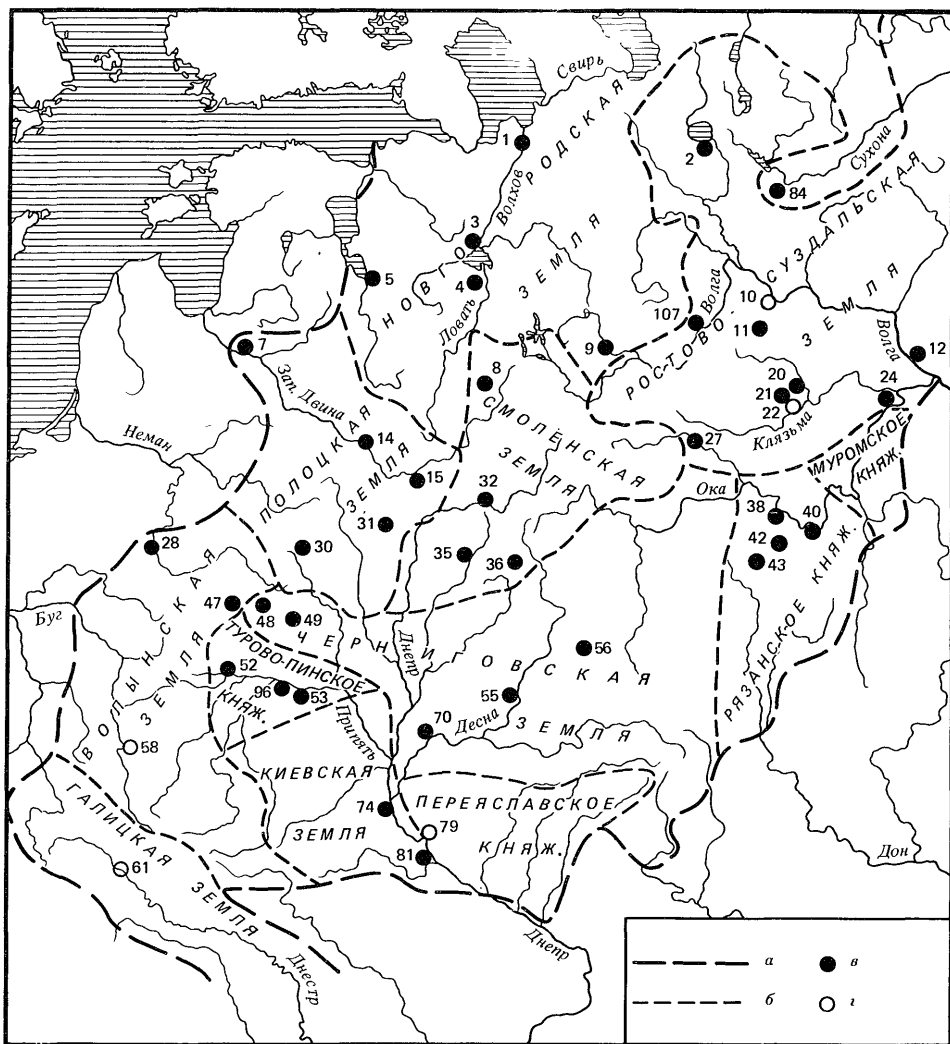 Свирь
1
2
Сухона
84
Волхов
НОВГОРОДСКАЯ ЗЕМЛЯ
3
4
5
Ловать
РОСТОВО-СУЗДАЛЬСКАЯ ЗЕМЛЯ
10
11
107
Волга
Волга
12
7
9
8
20
21
22
24
Клязьма
Зап. Двина
СМОЛЕНСКАЯ ЗЕМЛЯ
Неман
14
15
27
МУРОМСКОЕ КНЯЖ.
ПОЛОЦКАЯ ЗЕМЛЯ
Ока
32
31
38
40
42
43
28
30
35
36
РЯЗАНСКОЕ КНЯЖ.
Буг
47
48
49
ЧЕРНИГОВСКАЯ ЗЕМЛЯ
Днепр
ВОЛЫНСКАЯ ЗЕМЛЯ
ТУРОВО-ПИНСКОЕ КНЯЖ.
52
96
53
56
55
Припять
70
Десна
58
КИЕВСКАЯ ЗЕМЛЯ
ПЕРЕЯСЛАВСКОЕ КНЯЖ.
74
79
81
ГАЛИЦКАЯ ЗЕМЛЯ
61
Дон
Днестр
Днепр
а
в
б
г